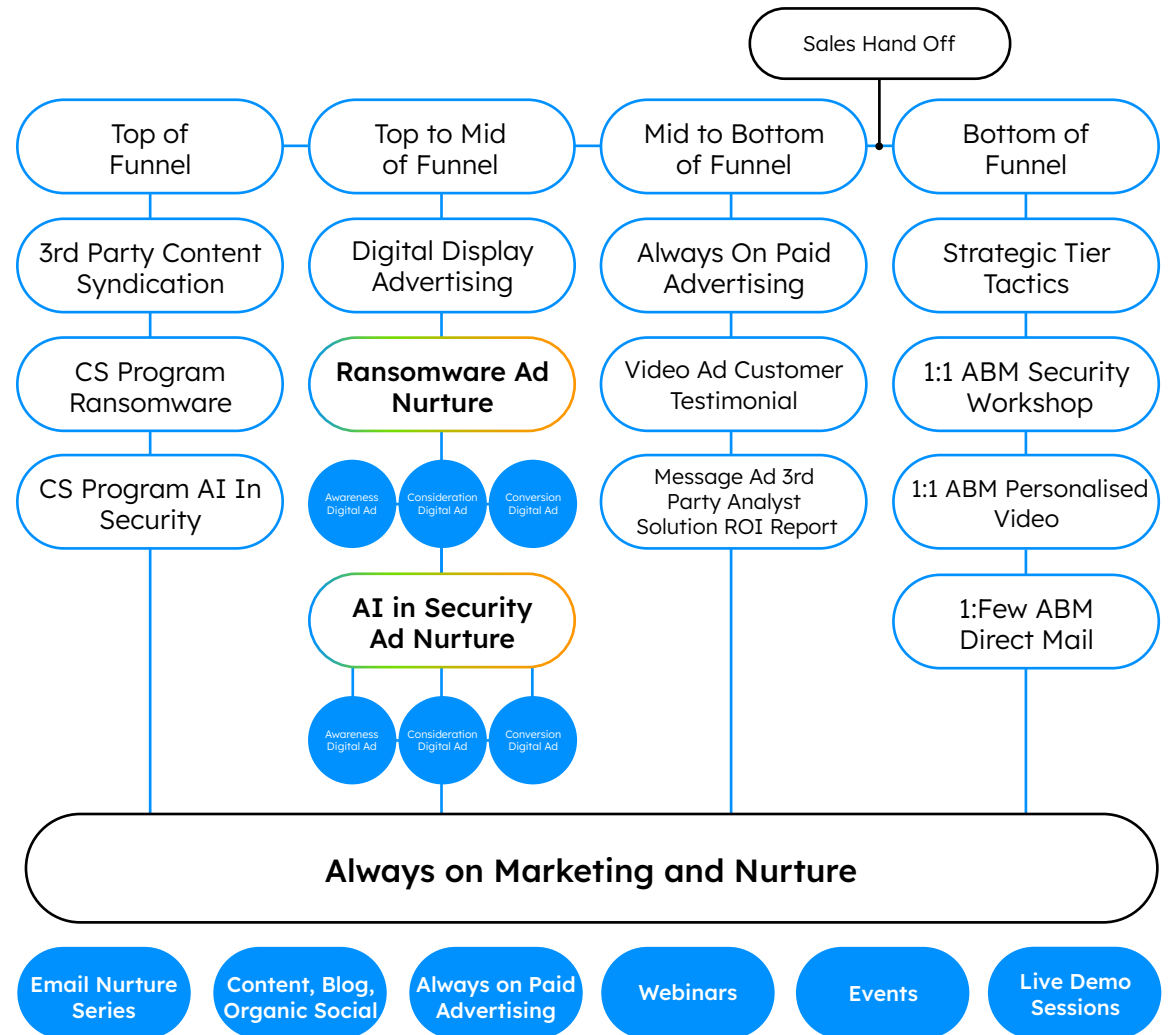 Sales Hand Off
Top of
Funnel
Top to Mid
of Funnel
Mid to Bottom
of Funnel
Bottom of
Funnel
3rd Party Content
Syndication
Digital Display
Advertising
Always On Paid
Advertising
Strategic Tier
Tactics
CS Program
Ransomware
Ransomware Ad
Nurture
Video Ad Customer
Testimonial
1:1 ABM Security
Workshop
CS Program AI In
Security
Awareness
Digital Ad
Consideration
Digital Ad
Conversion
Digital Ad
Message Ad 3rd
Party Analyst
Solution ROI Report
1:1 ABM Personalised
Video
AI in Security
Ad Nurture
1:Few ABM
Direct Mail
Awareness
Digital Ad
Consideration
Digital Ad
Conversion
Digital Ad
Always on Marketing and Nurture
Email Nurture
Series
Content, Blog,
Organic Social
Always on Paid
Advertising
Webinars
Events
Live Demo
Sessions